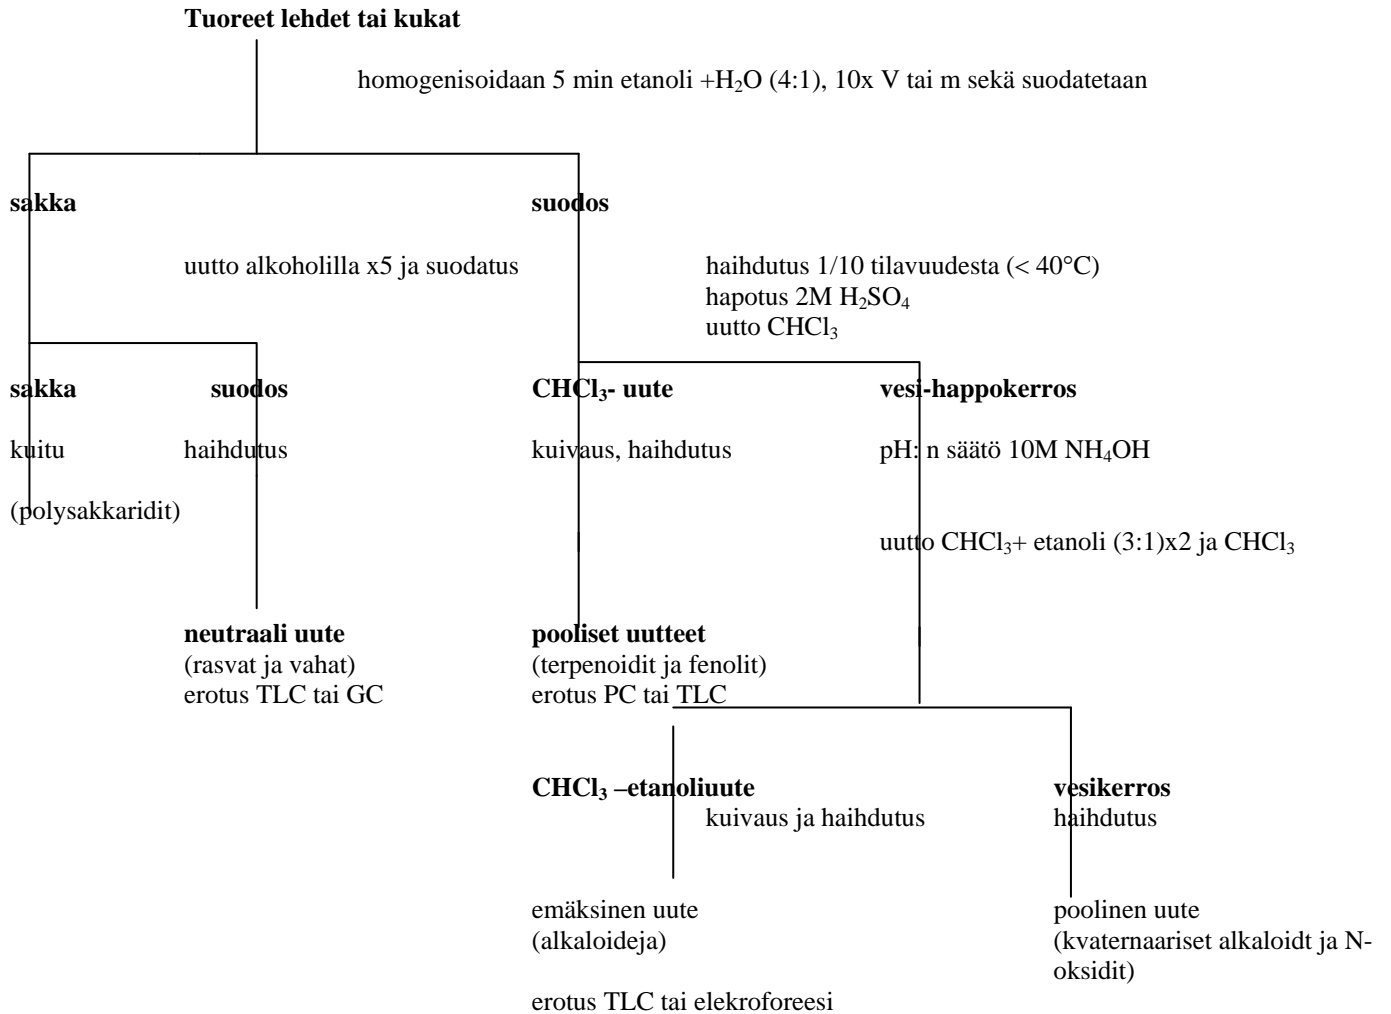 Tuoreet lehdet tai kukat
homogenisoidaan 5 min etanoli +H₂O (4:1), 10x V tai m sekä suodatetaan
sakka
suodos
uutto alkoholilla x5 ja suodatus
haihdutus 1/10 tilavuudesta (< 40°C)
hapotus 2M H₂SO₄
uutto CHCl₃
sakka
suodos
CHCl₃- uute
vesi-happokerros
kuitu
haihdutus
kuivaus, haihdutus
pH: n säätö 10M NH₄OH
(polysakkaridit)
uutto CHCl₃+ etanoli (3:1)x2 ja CHCl₃
neutraali uute
(rasvat ja vahat)
erotus TLC tai GC
pooliset uutteet
(terpenoidit ja fenolit)
erotus PC tai TLC
CHCl₃ –etanoliuute
kuivaus ja haihdutus
vesikerros
haihdutus
emäksinen uute
(alkaloideja)
erotus TLC tai elekroforeesi
poolinen uute
(kvaternaariset alkaloidt ja N-
oksidit)